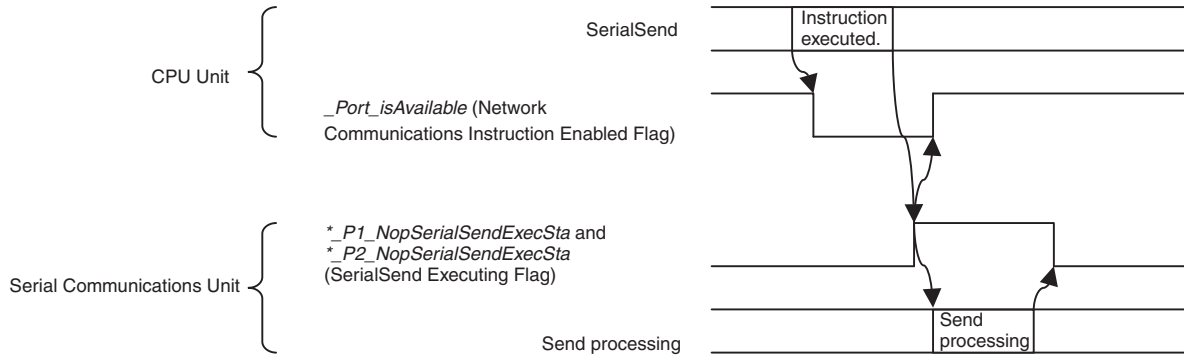 SerialSend
Instruction
executed.
CPU Unit
_Port_isAvailable (Network
Communications Instruction Enabled Flag)
*_P1_NopSerialSendExecSta and
*_P2_NopSerialSendExecSta
(SerialSend Executing Flag)
Serial Communications Unit
Send processing
Send
processing